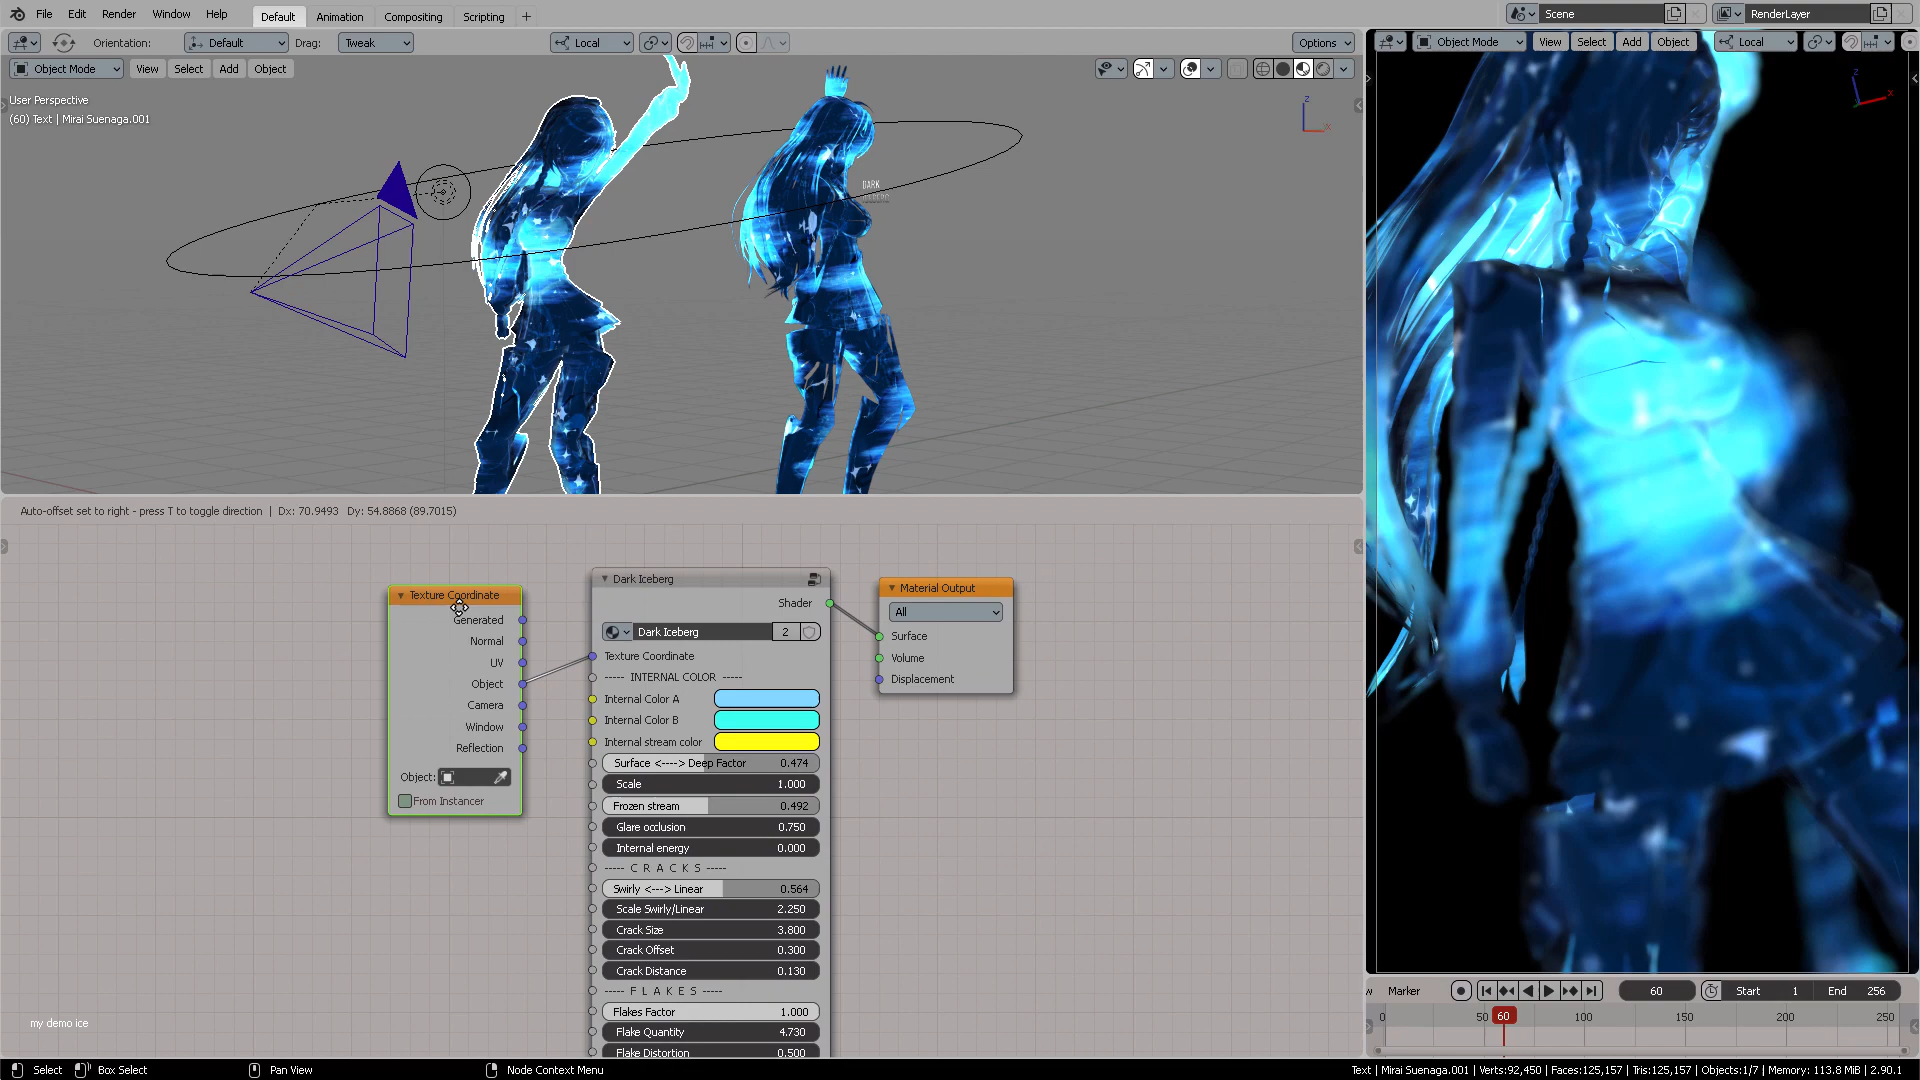 File Edit Render Window Help Default Animation Compositing Scripting + Scene RenderLayer
Orientation: Default Drag: Tweak Local Options Object Mode View Select Add Object Local
Object Mode View Select Add Object
User Perspective
(60) Text | Mirai Suenaga.001
Z
X
Z
X
DARK
ICEBERG
Auto-offset set to right - press T to toggle direction | Dx: 70.9493 Dy: 54.8868 (89.7015)
Texture Coordinate
Generated
Normal
UV
Object
Camera
Window
Reflection
Object:
From Instancer
Dark Iceberg
Shader
Dark Iceberg 2
Texture Coordinate
----- INTERNAL COLOR -----
Internal Color A
Internal Color B
Internal stream color
Surface <----> Deep Factor 0.474
Scale 1.000
Frozen stream 0.492
Glare occlusion 0.750
Internal energy 0.000
----- C R A C K S -----
Swirly <---> Linear 0.564
Scale Swirly/Linear 2.250
Crack Size 3.800
Crack Offset 0.300
Crack Distance 0.130
----- F L A K E S -----
Flakes Factor 1.000
Flake Quantity 4.730
Flake Distortion 0.500
Material Output
All
Surface
Volume
Displacement
my demo ice
Marker 60 Start 1 End 256
0 50 60 100 150 200 250
Select Box Select Pan View Node Context Menu Text | Mirai Suenaga.001 | Verts:92,450 | Faces:125,157 | Tris:125,157 | Objects:1/7 | Memory: 113.8 MiB | 2.90.1